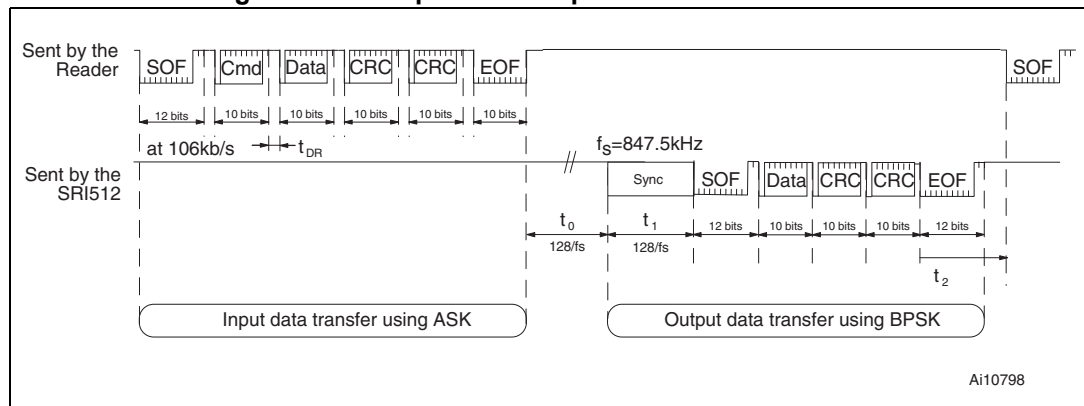 Sent by the
Reader
SOF Cmd Data CRC CRC EOF SOF
12 bits 10 bits 10 bits 10 bits 10 bits 10 bits
at 106kb/s tDR fS=847.5kHz
Sent by the
SRI512
Sync SOF Data CRC CRC EOF
t0 t1 12 bits 10 bits 10 bits 10 bits 12 bits
128/fs 128/fs
t2
Input data transfer using ASK Output data transfer using BPSK
Ai10798